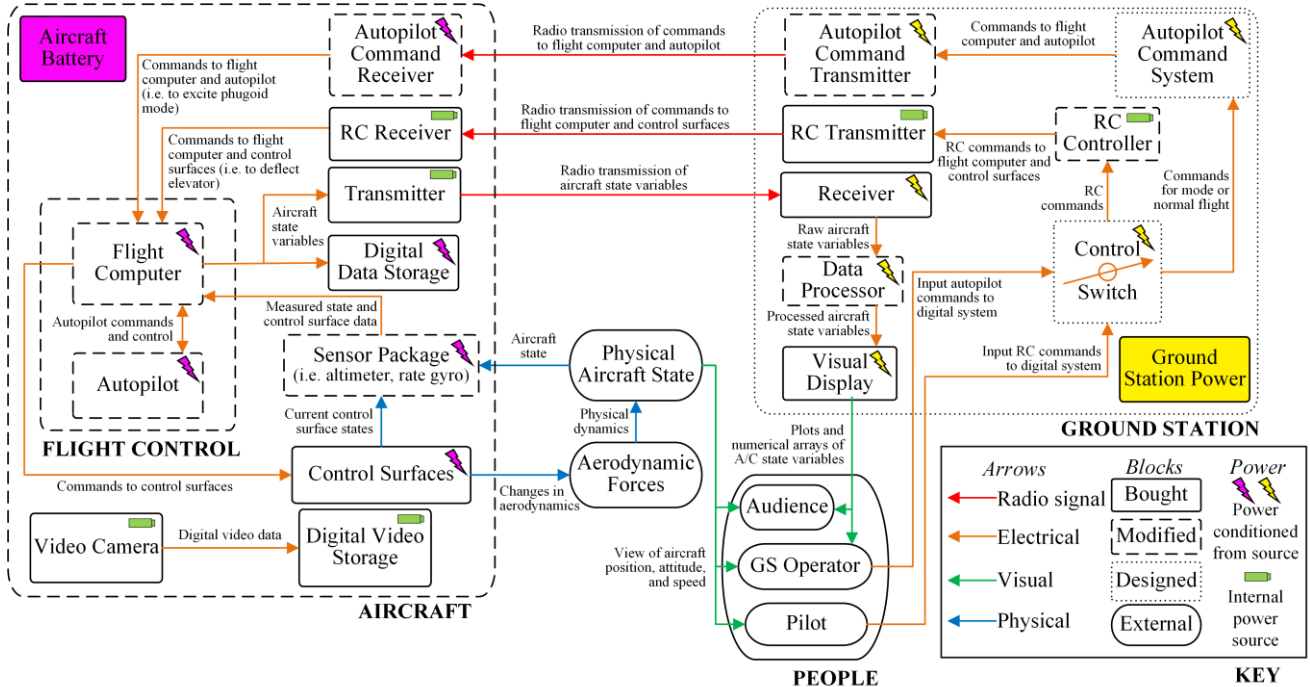 Aircraft
Battery
Autopilot
Command
Receiver
Radio transmission of commands
to flight computer and autopilot
Autopilot
Command
Transmitter
Commands to flight
computer and autopilot
Autopilot
Command
System
Commands to flight
computer and autopilot
(i.e. to excite phugoid
mode)
RC Receiver
Radio transmission of commands to
flight computer and control surfaces
RC Transmitter
RC commands to
flight computer and
control surfaces
RC
Controller
Commands to flight
computer and control
surfaces (i.e. to deflect
elevator)
Transmitter
Radio transmission of
aircraft state variables
Receiver
RC
commands
Commands
for mode or
normal flight
Aircraft
state
variables
Flight
Computer
Digital
Data Storage
Raw aircraft
state variables
Data
Processor
Input autopilot
commands to
digital system
Control
Switch
Measured state and
control surface data
Autopilot commands
and control
Processed aircraft
state variables
Sensor Package
(i.e. altimeter, rate gyro)
Aircraft
state
Physical
Aircraft State
Visual
Display
Input RC commands
to digital system
Ground
Station Power
Autopilot
FLIGHT CONTROL
Current control
surface states
Physical
dynamics
Plots and
numerical arrays of
A/C state variables
GROUND STATION
Commands to control surfaces
Control Surfaces
Changes in
aerodynamics
Aerodynamic
Forces
Video Camera
Digital video data
Digital Video
Storage
AIRCRAFT
View of aircraft
position, attitude,
and speed
Audience
GS Operator
Pilot
PEOPLE
Arrows
Radio signal
Electrical
Visual
Physical
Blocks
Bought
Modified
Designed
External
Power
Power
conditioned
from source
Internal
power
source
KEY